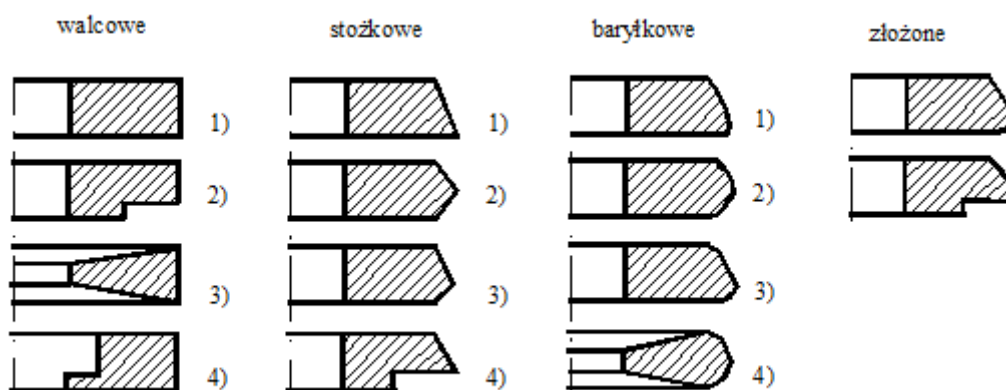 walcowe stożkowe baryłkowe złożone
1) 1) 1)
2) 2) 2)
3) 3) 3)
4) 4) 4)